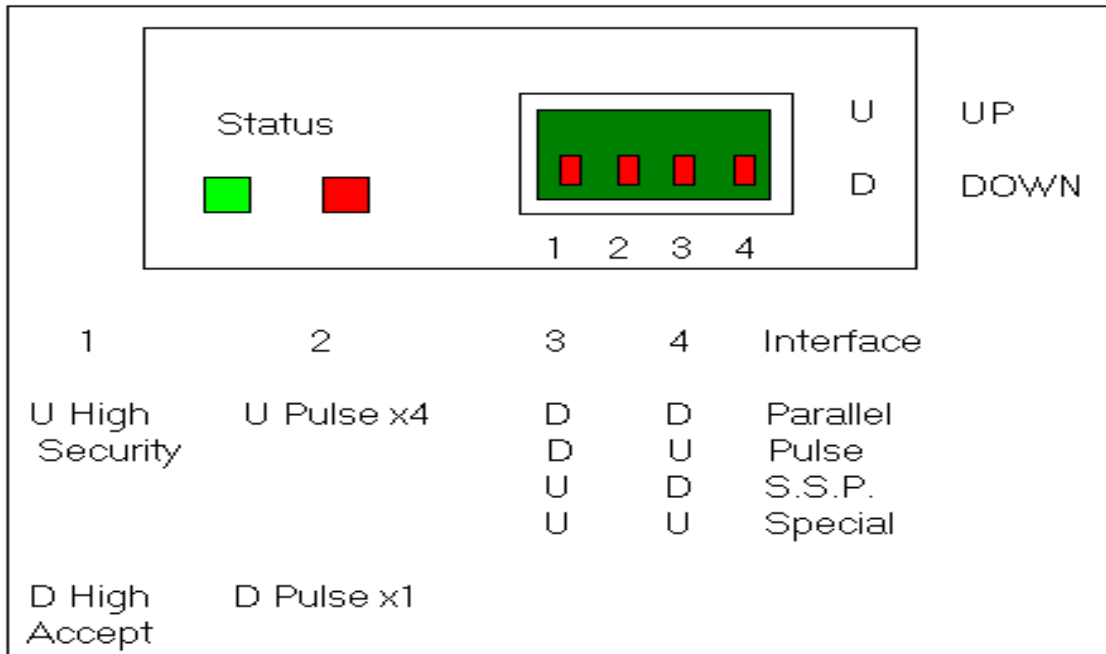 Status
U UP
D DOWN
1 2 3 4
1 2 3 4 Interface
U High Security U Pulse x4 D D Parallel
D U Pulse
U D S.S.P.
U U Special
D High Accept D Pulse x1